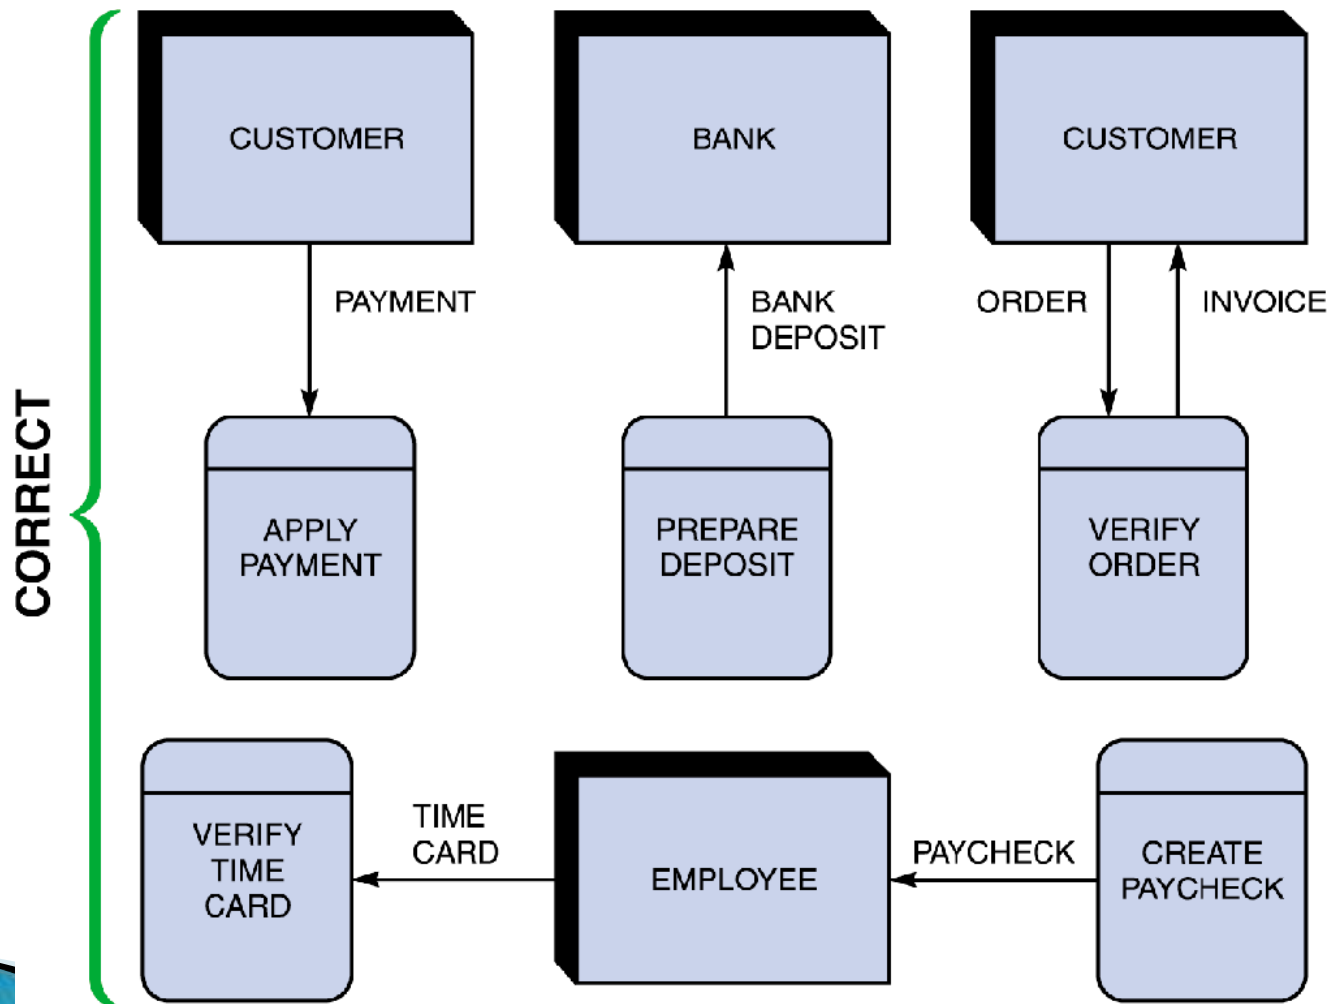 CORRECT
CUSTOMER
BANK
CUSTOMER
PAYMENT
BANK
DEPOSIT
ORDER
INVOICE
APPLY
PAYMENT
PREPARE
DEPOSIT
VERIFY
ORDER
VERIFY
TIME
CARD
TIME
CARD
EMPLOYEE
PAYCHECK
CREATE
PAYCHECK